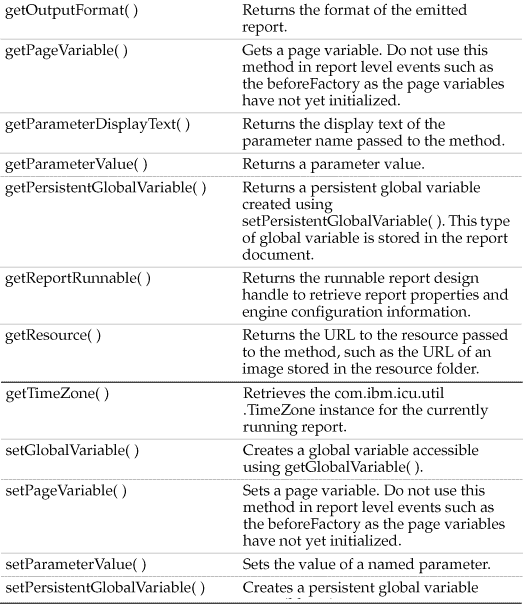 getOutputFormat( ) Returns the format of the emitted
report.
getPageVariable( ) Gets a page variable. Do not use this
method in report level events such as
the beforeFactory as the page variables
have not yet initialized.
getParameterDisplayText( ) Returns the display text of the
parameter name passed to the method.
getParameterValue( ) Returns a parameter value.
getPersistentGlobalVariable( ) Returns a persistent global variable
created using
setPersistentGlobalVariable( ). This type
of global variable is stored in the report
document.
getReportRunnable( ) Returns the runnable report design
handle to retrieve report properties and
engine configuration information.
getResource( ) Returns the URL to the resource passed
to the method, such as the URL of an
image stored in the resource folder.
getTimeZone( ) Retrieves the com.ibm.icu.util
.TimeZone instance for the currently
running report.
setGlobalVariable( ) Creates a global variable accessible
using getGlobalVariable( ).
setPageVariable( ) Sets a page variable. Do not use this
method in report level events such as
the beforeFactory as the page variables
have not yet initialized.
setParameterValue( ) Sets the value of a named parameter.
setPersistentGlobalVariable( ) Creates a persistent global variable